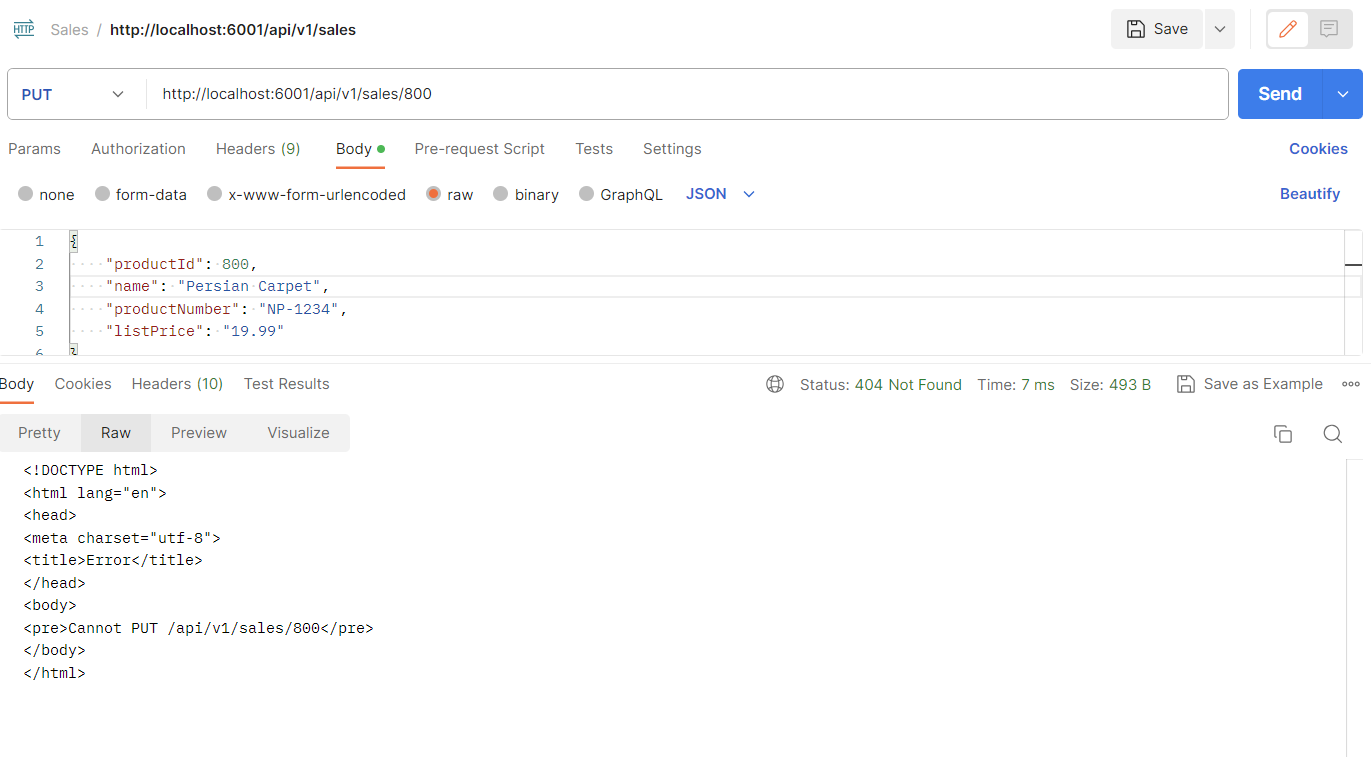 HTTP Sales / http://localhost:6001/api/v1/sales Save
PUT http://localhost:6001/api/v1/sales/800 Send
Params Authorization Headers (9) Body Pre-request Script Tests Settings Cookies
none form-data x-www-form-urlencoded raw binary GraphQL JSON Beautify
1 {
2 "productId": 800,
3 "name": "Persian Carpet",
4 "productNumber": "NP-1234",
5 "listPrice": "19.99"
6 }
Body Cookies Headers (10) Test Results Status: 404 Not Found Time: 7 ms Size: 493 B Save as Example
Pretty Raw Preview Visualize
<!DOCTYPE html>
<html lang="en">
<head>
<meta charset="utf-8">
<title>Error</title>
</head>
<body>
<pre>Cannot PUT /api/v1/sales/800</pre>
</body>
</html>